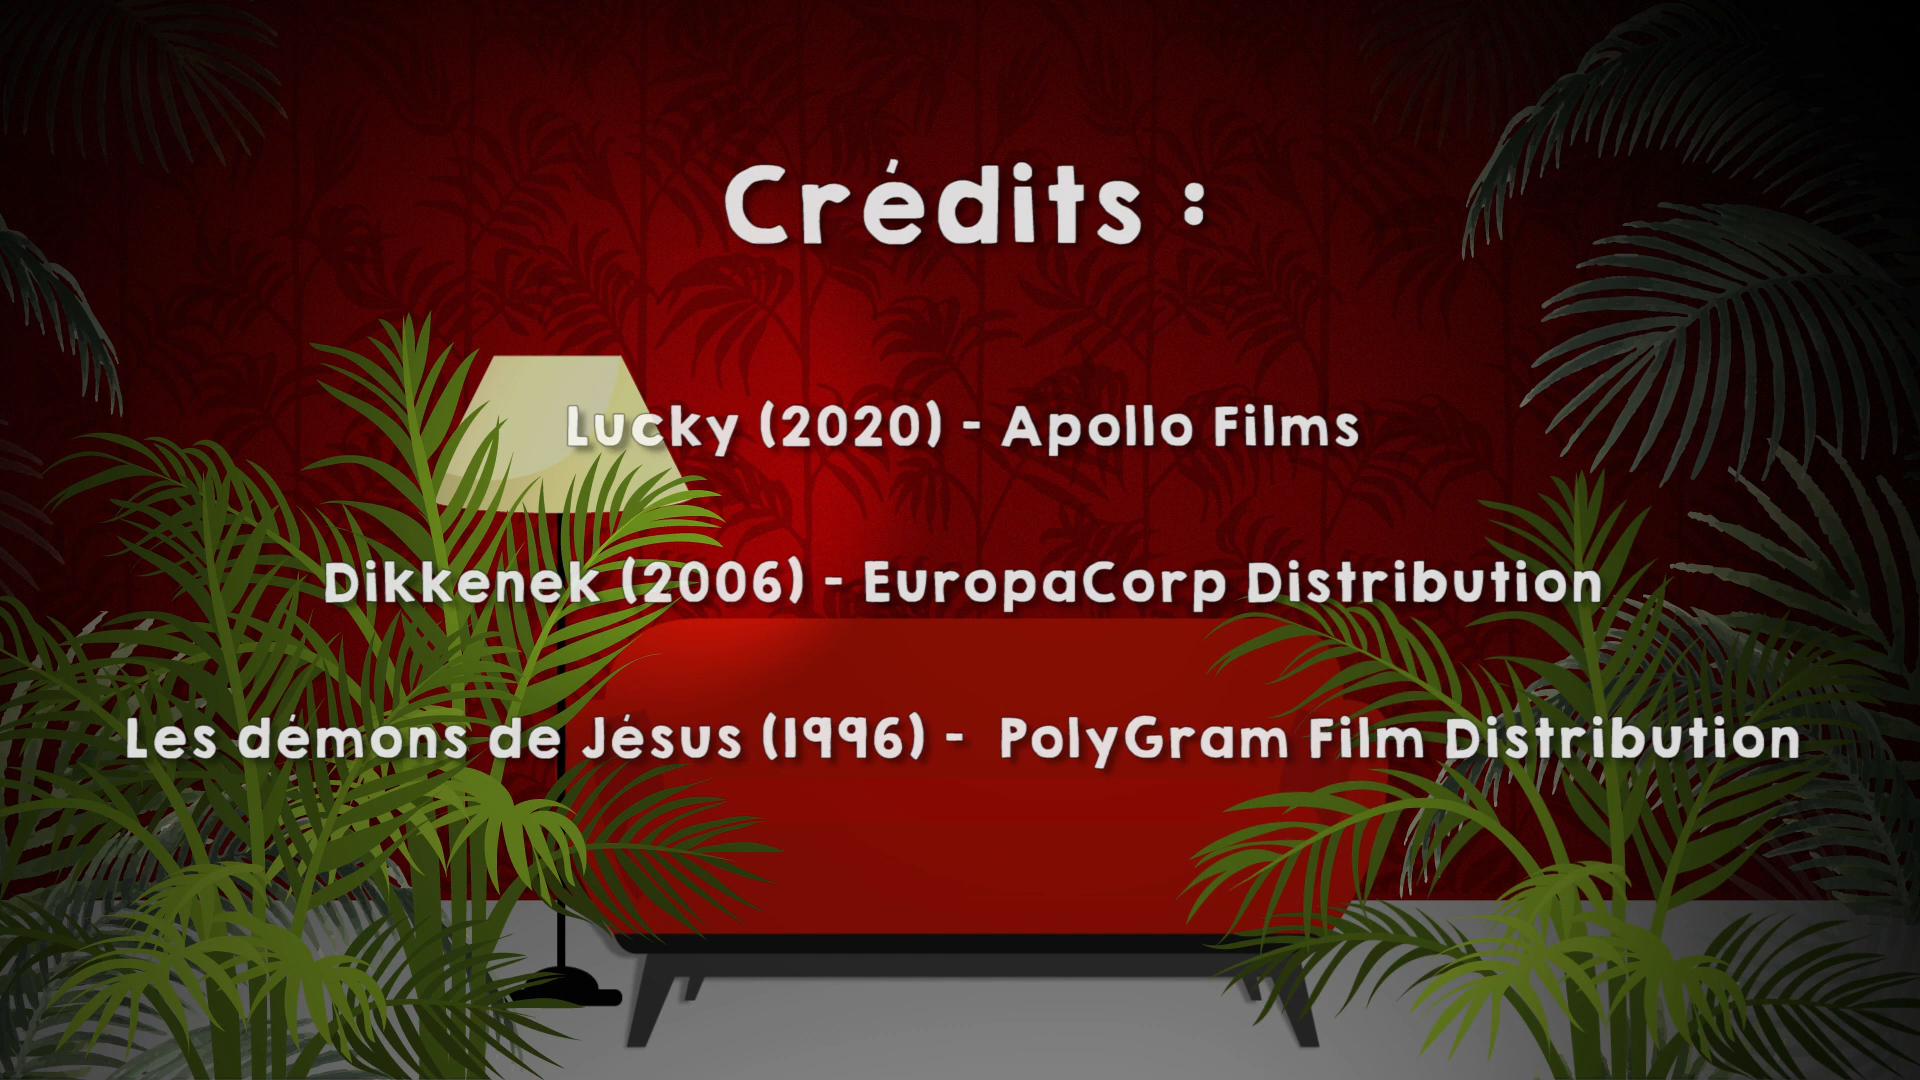 Crédits :
Lucky (2020) - Apollo Films
Dikkenek (2006) - EuropaCorp Distribution
Les démons de Jésus (1996) - PolyGram Film Distribution